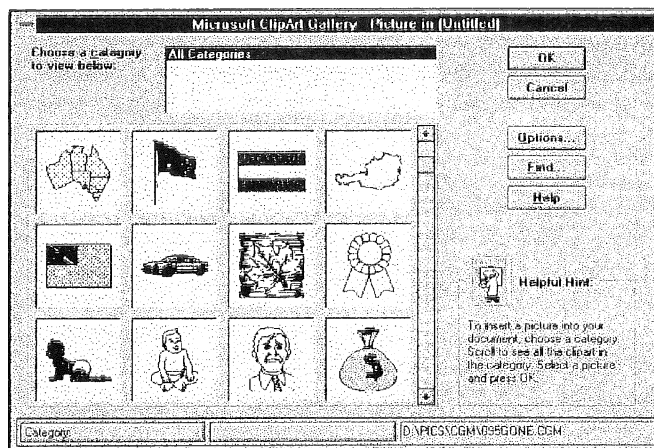 Microsoft ClipArt Gallery - Picture in (Untitled)
Choose a category
to view below:
All Categories
OK
Cancel
Options...
Find...
Help
Helpful Hint:
To insert a picture into your
document, choose a category.
Scroll to see all the clipart in
the category. Select a picture
and press OK.
Category:
D:\PICS\CGM\095GONE.CGM